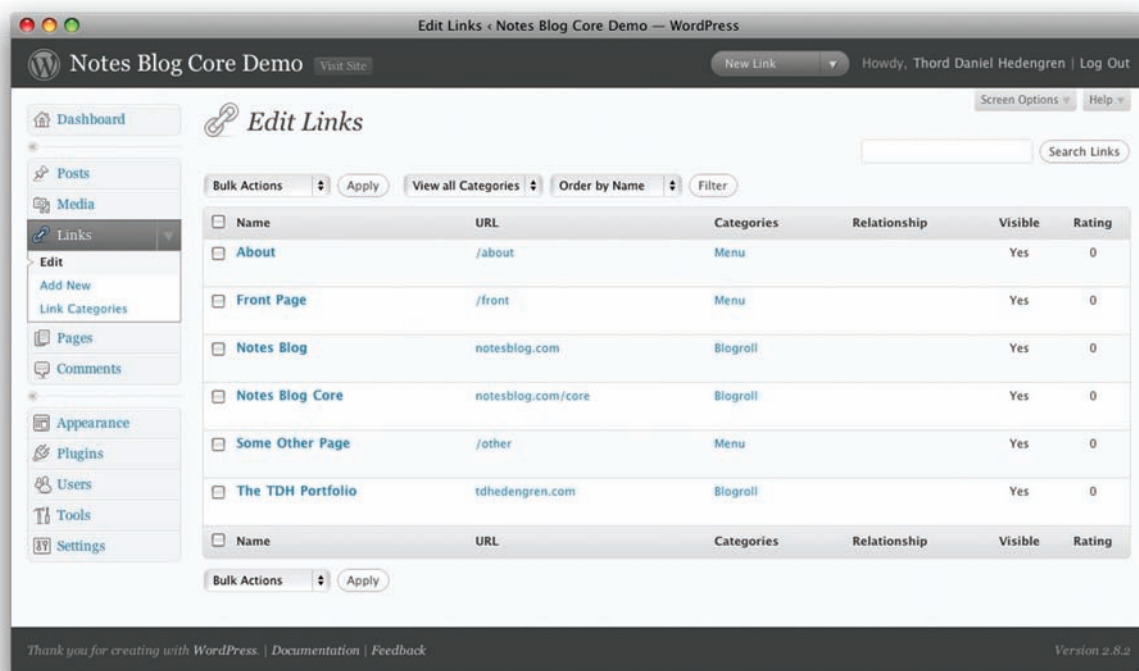 Edit Links ‹ Notes Blog Core Demo — WordPress
Notes Blog Core Demo Visit Site New Link Howdy, Thord Daniel Hedengren | Log Out
Screen Options Help
Dashboard
Edit Links
Search Links
Posts
Media
Links
Edit
Add New
Link Categories
Pages
Comments
Appearance
Plugins
Users
Tools
Settings
Bulk Actions Apply View all Categories Order by Name Filter
Name URL Categories Relationship Visible Rating
About /about Menu Yes 0
Front Page /front Menu Yes 0
Notes Blog notesblog.com Blogroll Yes 0
Notes Blog Core notesblog.com/core Blogroll Yes 0
Some Other Page /other Menu Yes 0
The TDH Portfolio tdhedengren.com Blogroll Yes 0
Name URL Categories Relationship Visible Rating
Bulk Actions Apply
Thank you for creating with WordPress. | Documentation | Feedback Version 2.8.2